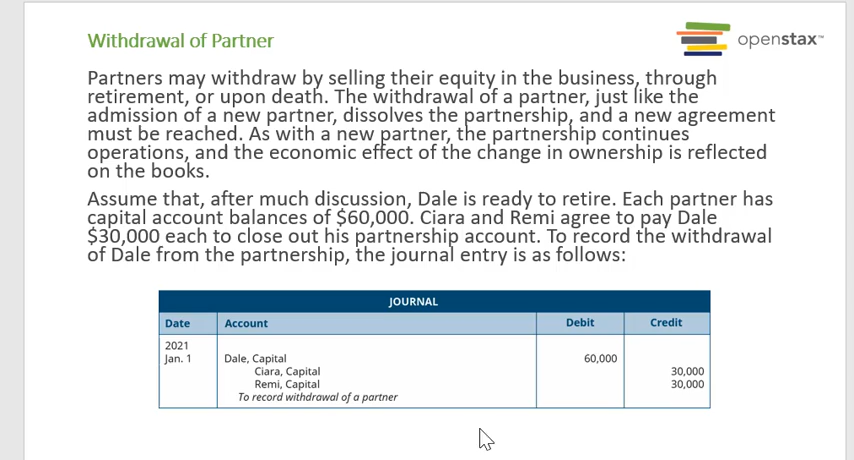 Withdrawal of Partner
openstax™
Partners may withdraw by selling their equity in the business, through
retirement, or upon death. The withdrawal of a partner, just like the
admission of a new partner, dissolves the partnership, and a new agreement
must be reached. As with a new partner, the partnership continues
operations, and the economic effect of the change in ownership is reflected
on the books.
Assume that, after much discussion, Dale is ready to retire. Each partner has
capital account balances of $60,000. Ciara and Remi agree to pay Dale
$30,000 each to close out his partnership account. To record the withdrawal
of Dale from the partnership, the journal entry is as follows:
JOURNAL
Date Account Debit Credit
2021
Jan. 1 Dale, Capital 60,000
Ciara, Capital 30,000
Remi, Capital 30,000
To record withdrawal of a partner